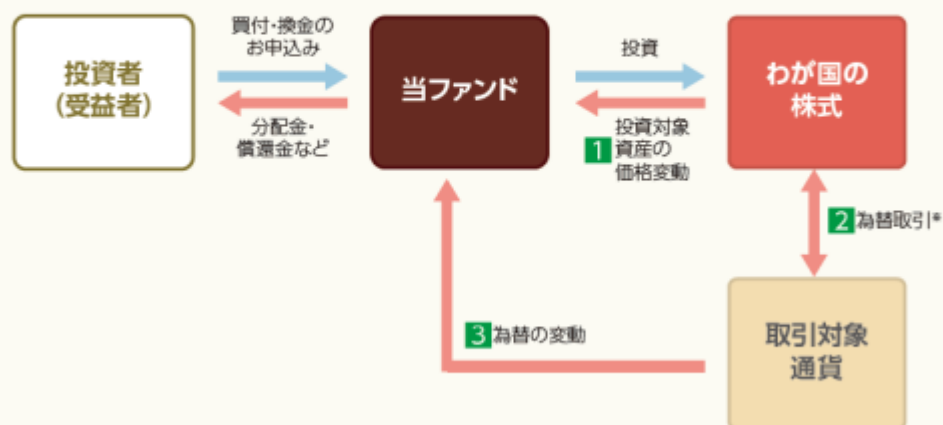 投資者
(受益者)
買付・換金の
お申込み
分配金・
償還金など
当ファンド
投資
1 投資対象
資産の
価格変動
わが国の
株式
2 為替取引*
3 為替の変動
取引対象
通貨